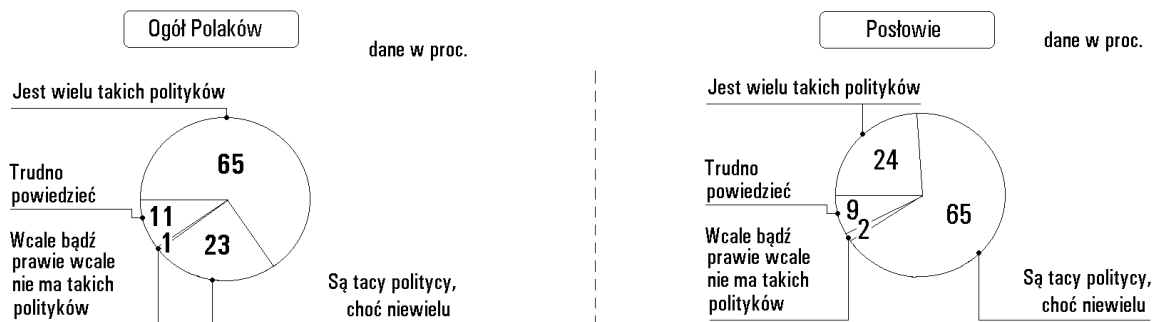 Ogół Polaków
dane w proc.
Jest wielu takich polityków
65
Trudno
powiedzieć
11
1
23
Wcale bądź
prawie wcale
nie ma takich
polityków
Są tacy politycy,
choć niewielu
Posłowie
dane w proc.
Jest wielu takich polityków
24
Trudno
powiedzieć
9
2
65
Wcale bądź
prawie wcale
nie ma takich
polityków
Są tacy politycy,
choć niewielu